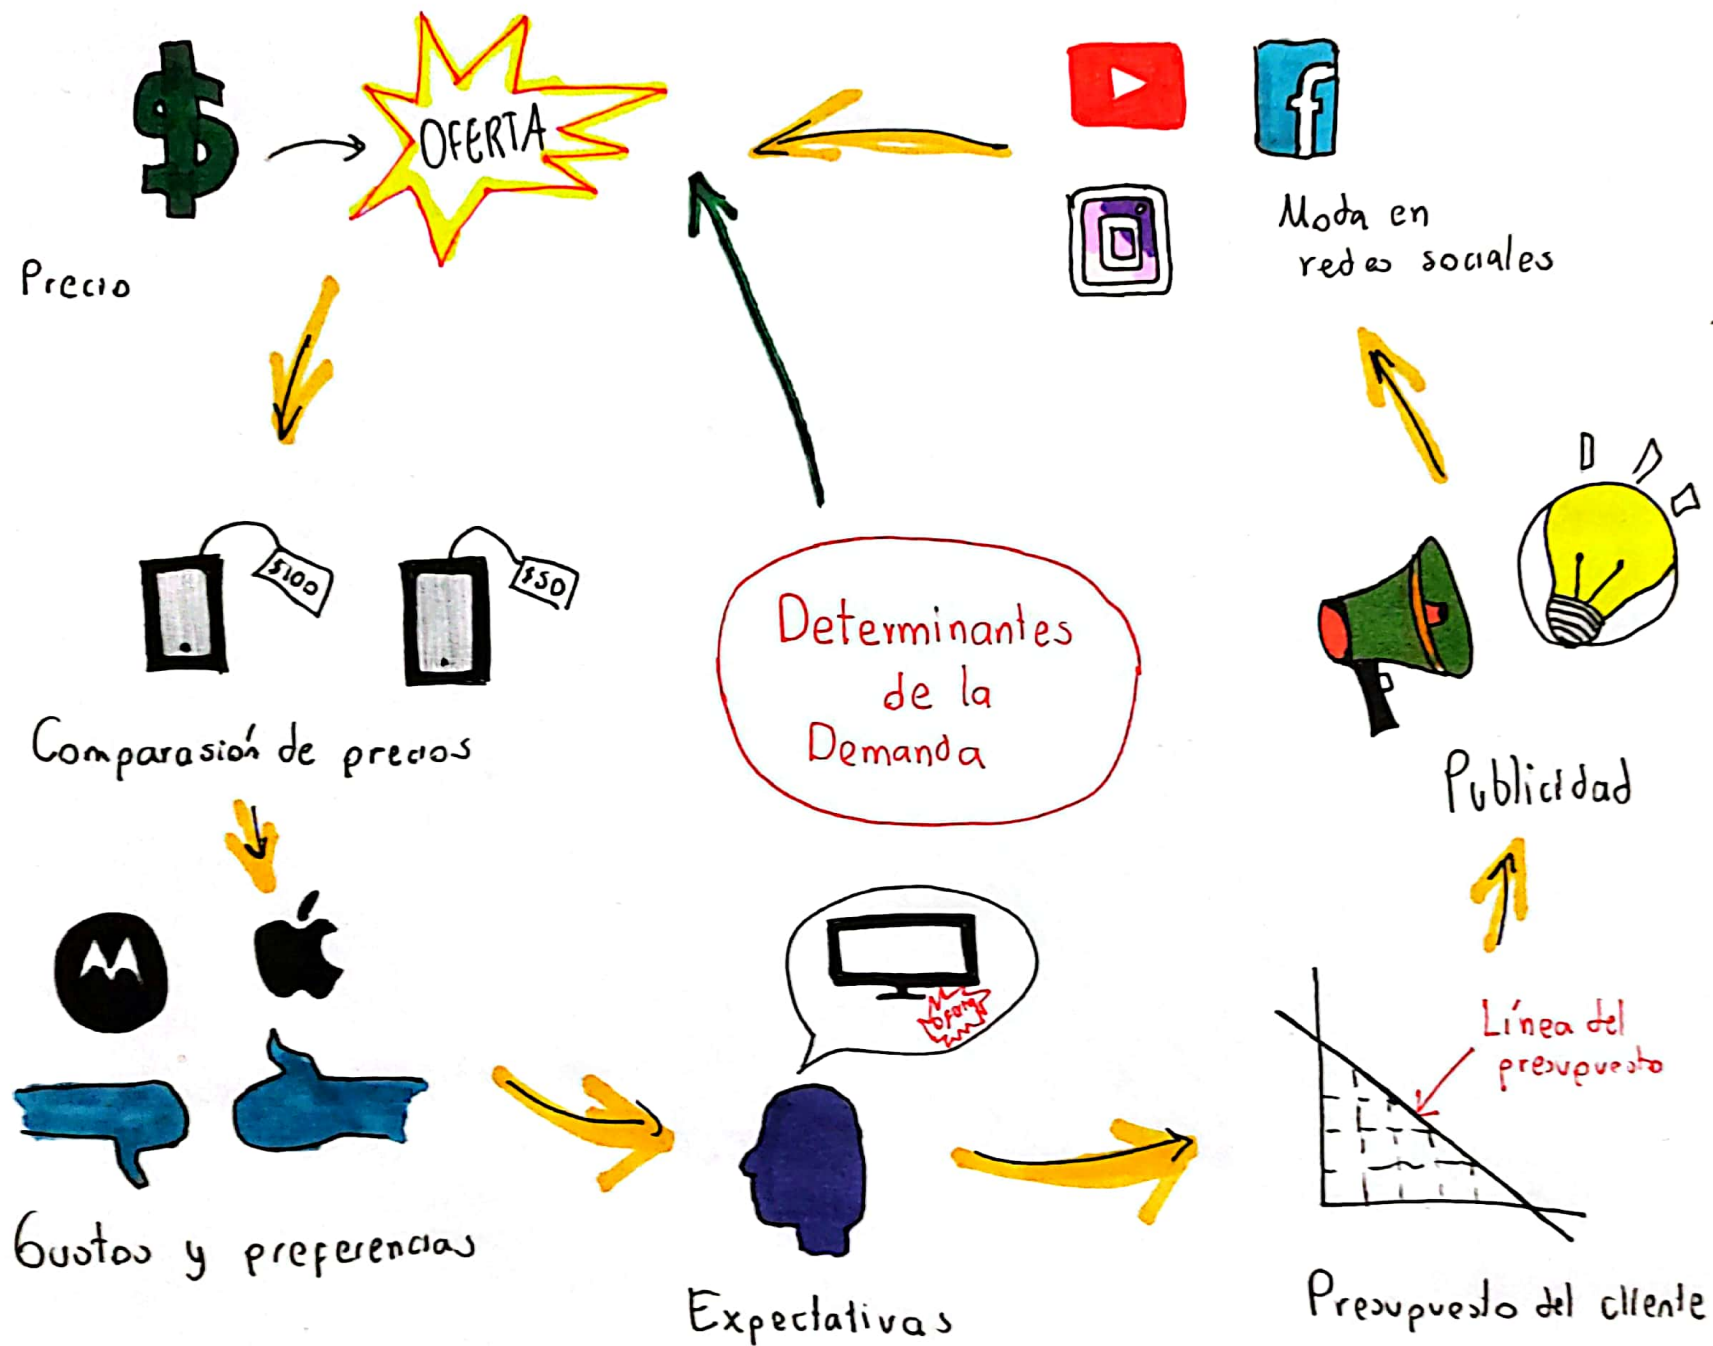 OFERTA
Precio
Moda en
redes sociales
$100
$50
Comparasión de precios
Determinantes
de la
Demanda
Publicidad
Oferta
Línea del
presupuesto
Gustos y preferencias
Expectativas
Presupuesto del cliente